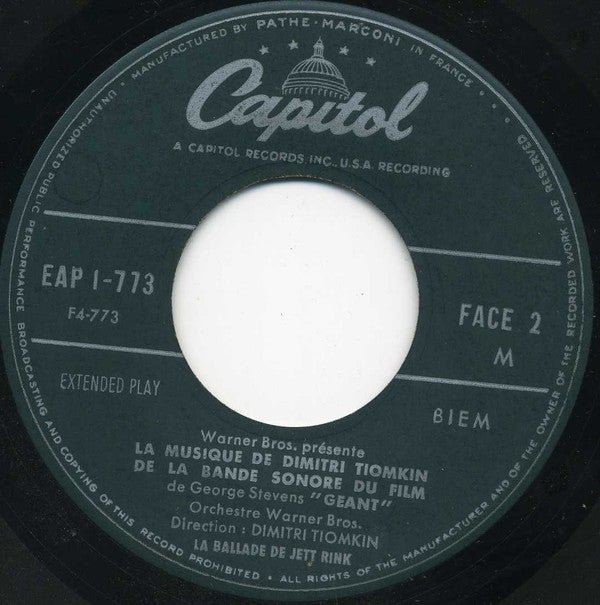 MANUFACTURED BY PATHE-MARCONI IN FRANCE •
Capitol
A CAPITOL RECORDS INC., U.S.A. RECORDING
EAP 1-773
F4-773
FACE 2
M
EXTENDED PLAY
BIEM
Warner Bros. présente
LA MUSIQUE DE DIMITRI TIOMKIN
DE LA BANDE SONORE DU FILM
de George Stevens "GEANT"
Orchestre Warner Bros.
Direction : DIMITRI TIOMKIN
LA BALLADE DE JETT RINK
UNAUTHORIZED PUBLIC PERFORMANCE BROADCASTING AND COPYING OF THIS RECORD PROHIBITED • ALL RIGHTS OF THE MANUFACTURER AND OF THE OWNER OF THE RECORDED WORK ARE RESERVED.